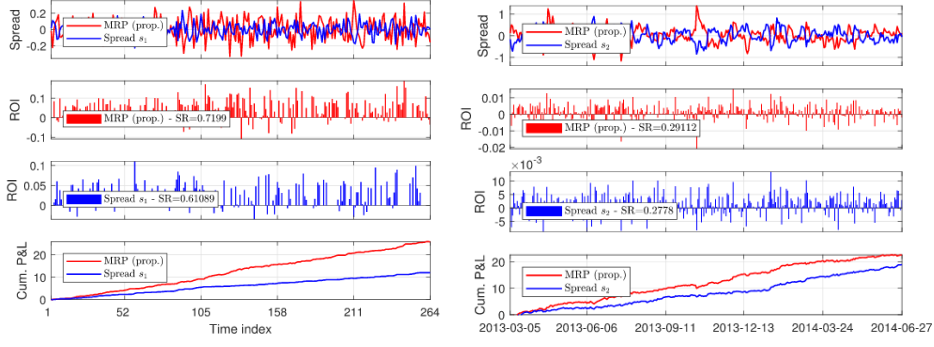 Spread
0.2
0
-0.2
MRP (prop.)
Spread s₁
ROI
0.1
0
-0.1
MRP (prop.) - SR=0.7199
ROI
0.1
0.05
0
Spread s₁ - SR=0.61089
Cum. P&L
20
10
0
MRP (prop.)
Spread s₁
1 52 105 158 211 264
Time index
Spread
1
0
-1
MRP (prop.)
Spread s₂
ROI
0.01
0
-0.01
-0.02
MRP (prop.) - SR=0.29112
×10⁻³
ROI
10
5
0
-5
Spread s₂ - SR=0.2778
Cum. P&L
20
10
0
MRP (prop.)
Spread s₂
2013-03-05 2013-06-06 2013-09-11 2013-12-13 2014-03-24 2014-06-27